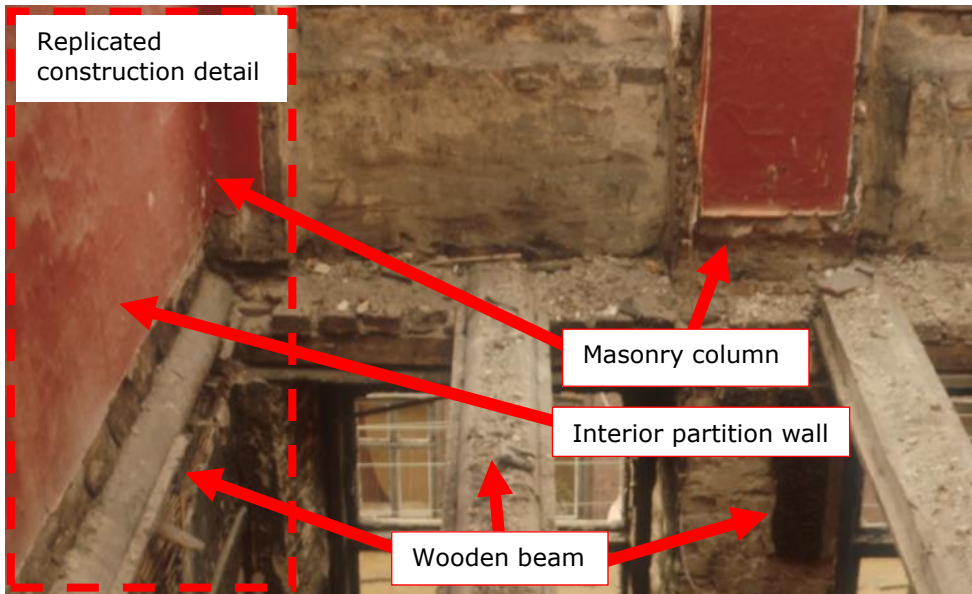 Replicated
construction detail
Masonry column
Interior partition wall
Wooden beam